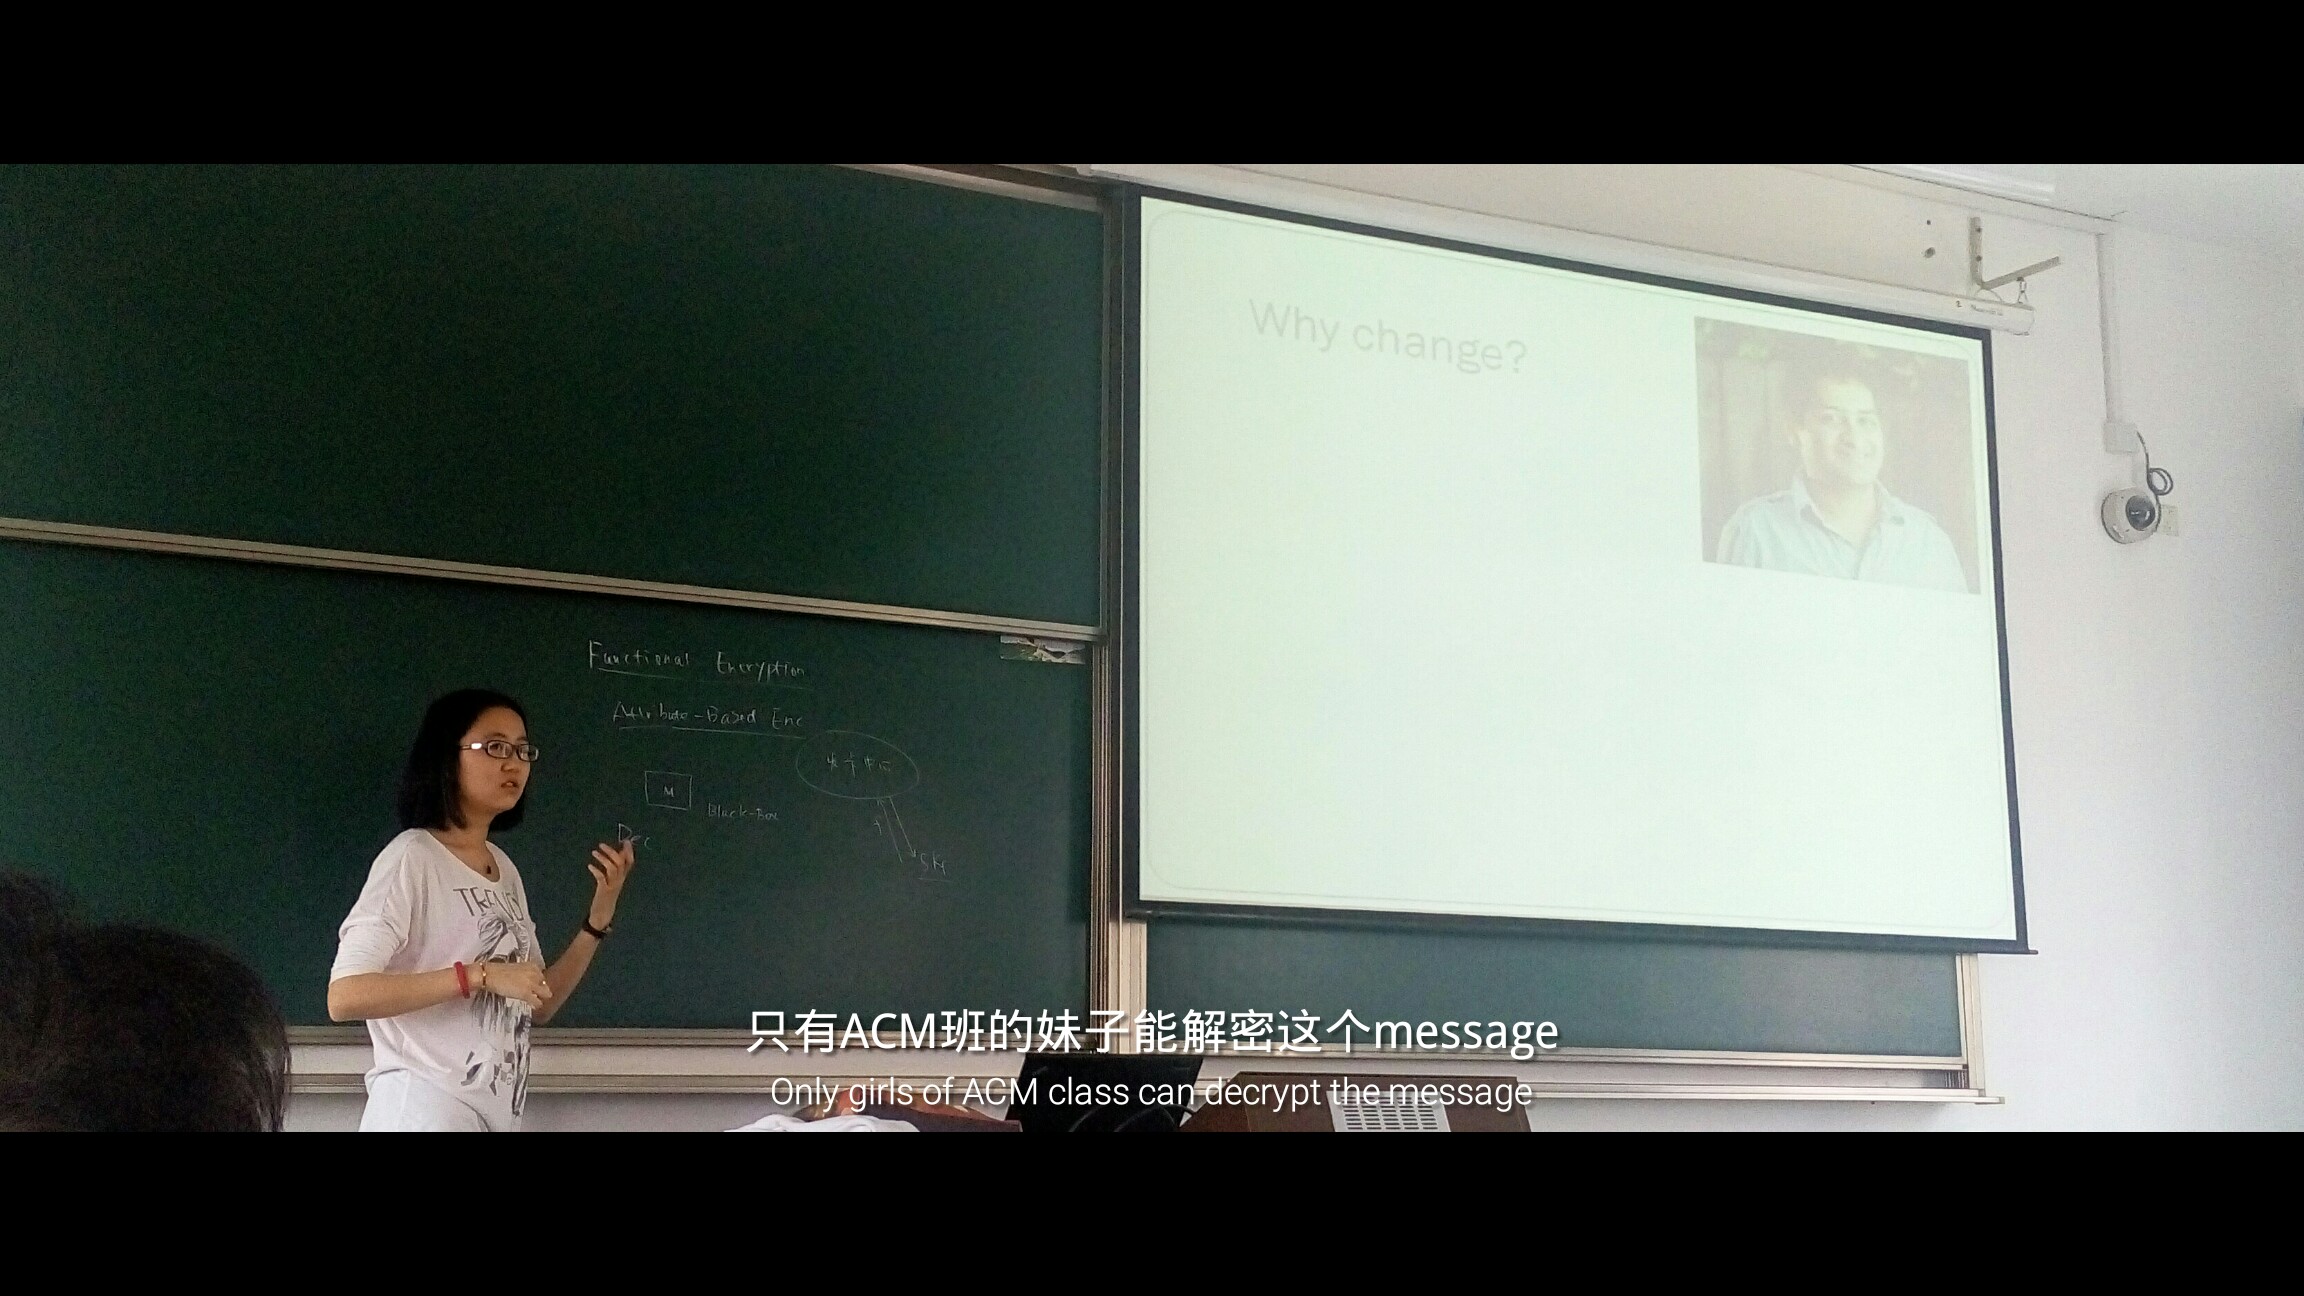 Why change?
Functional Encryption
Attribute-Based Enc
M
Black-Box
Dec
SK
TREND
只有ACM班的妹子能解密这个message
Only girls of ACM class can decrypt the message